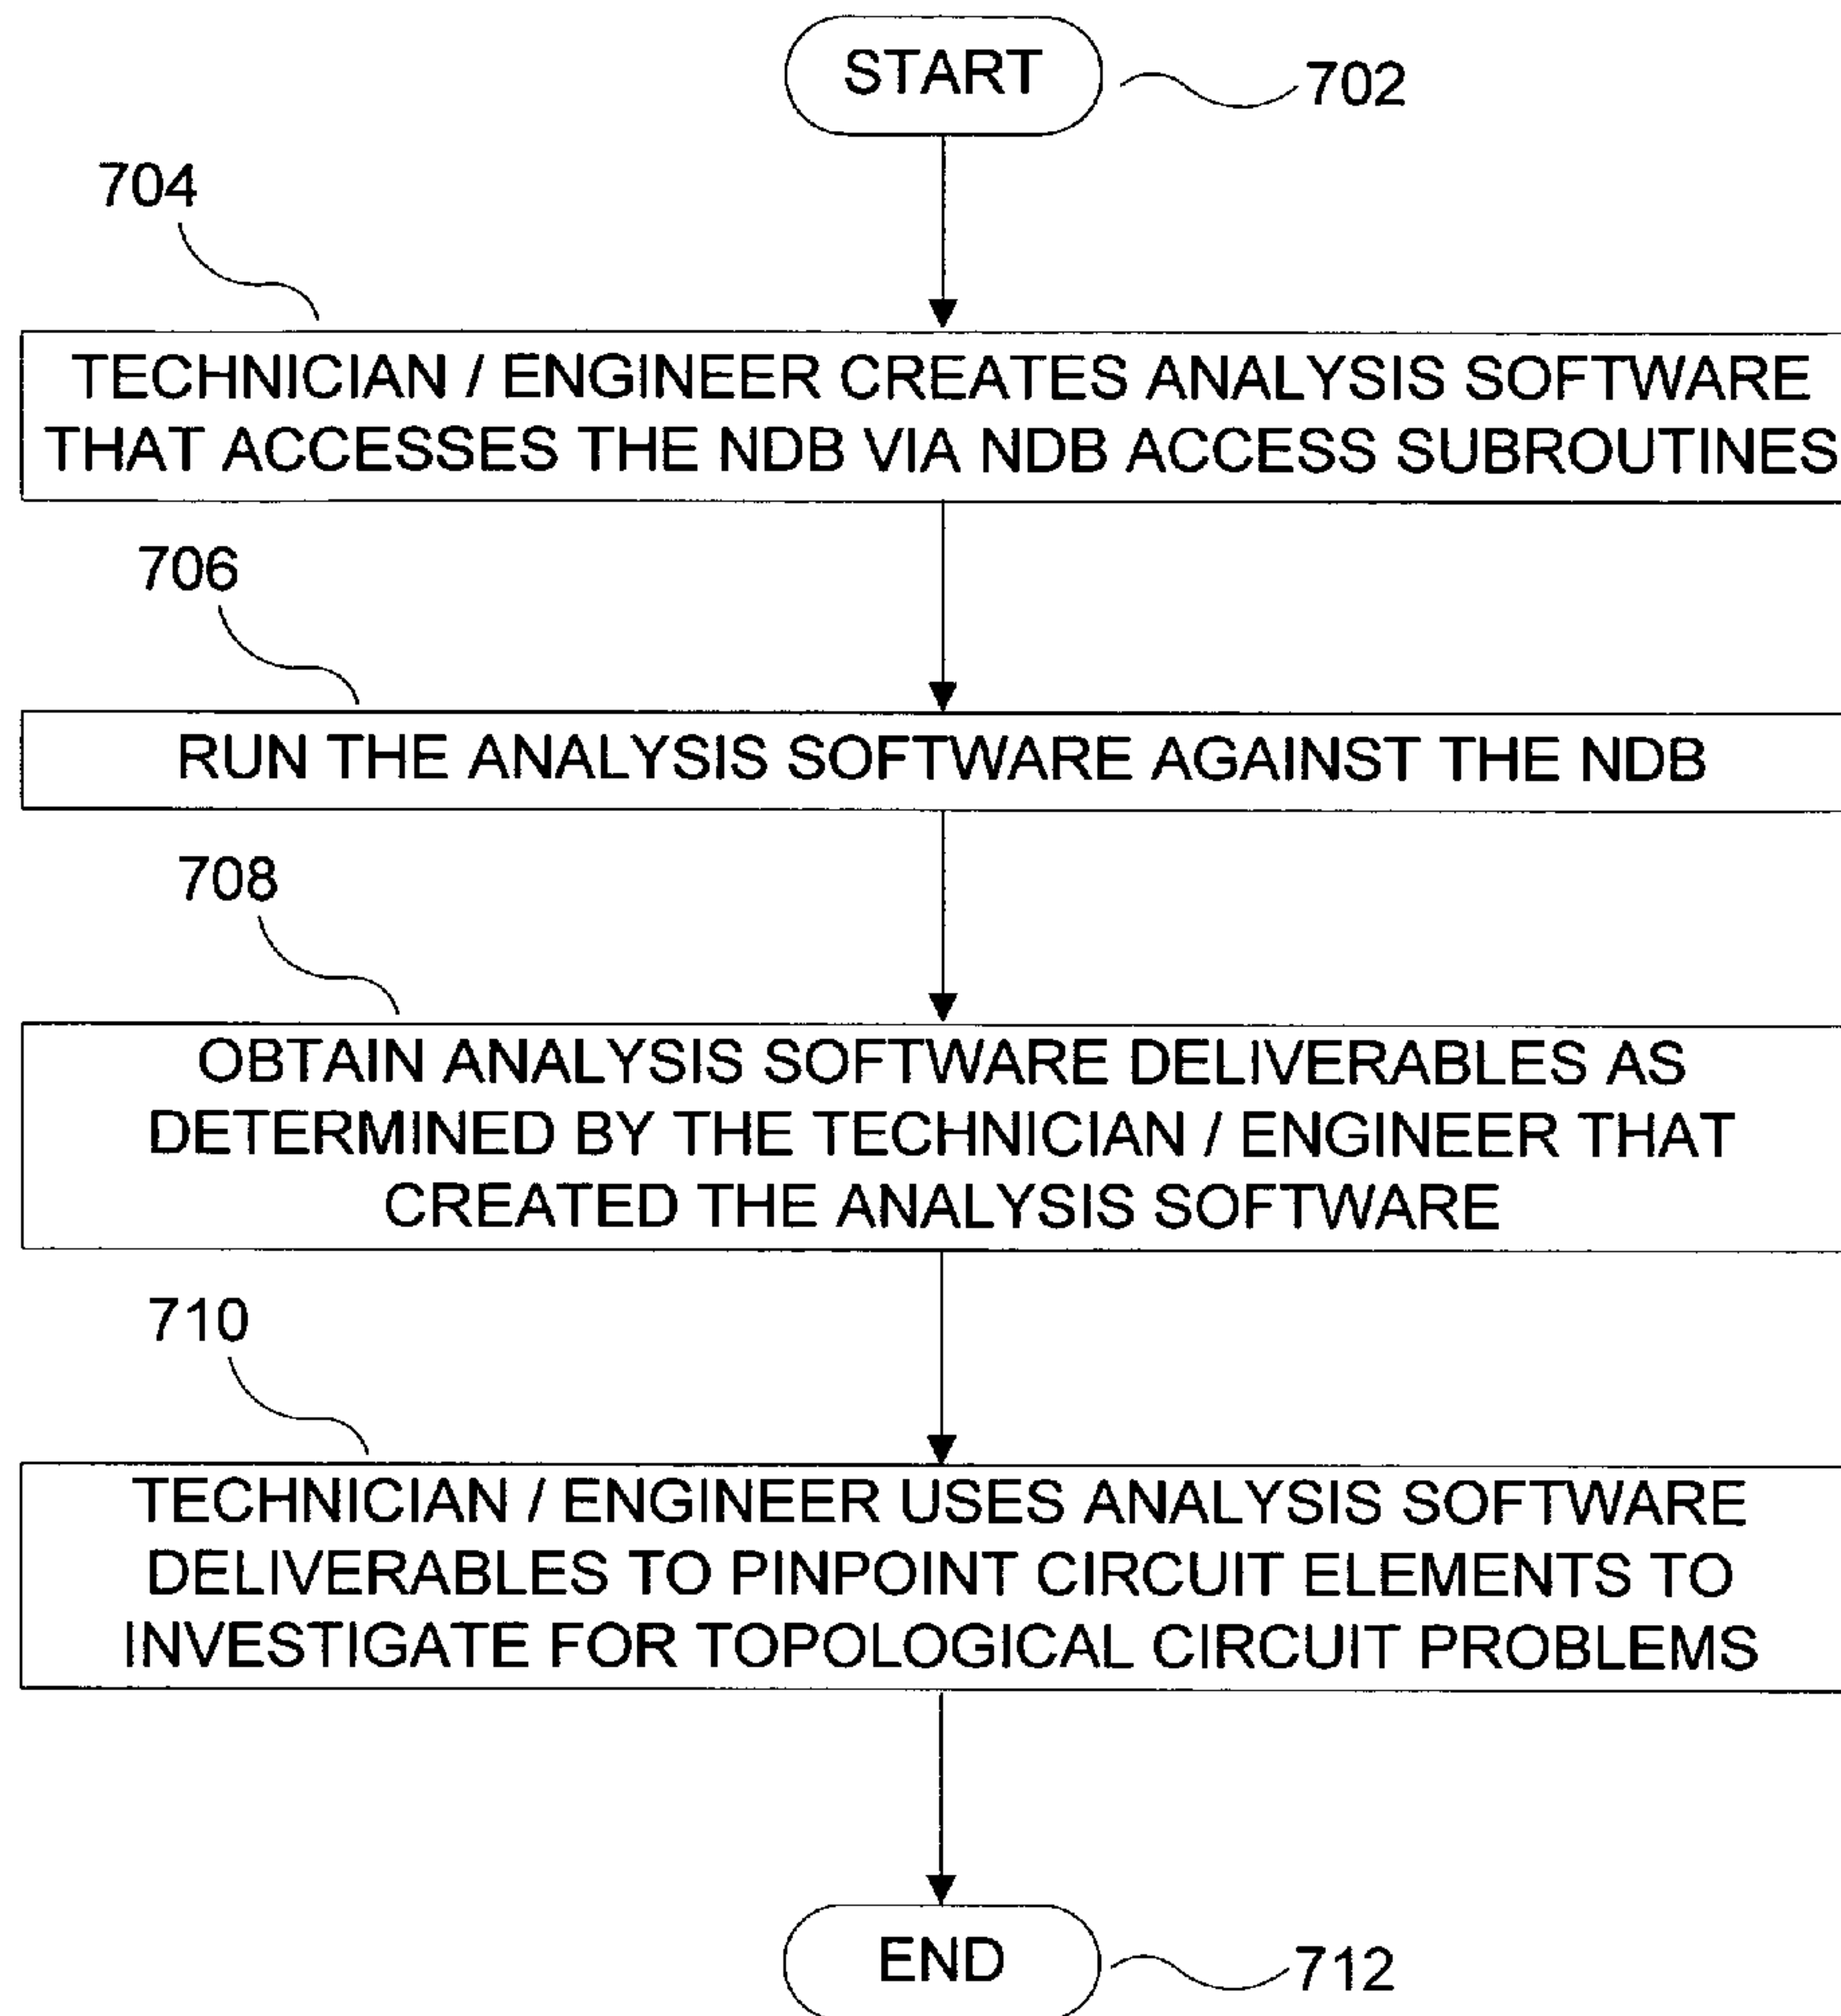 START
702
704
TECHNICIAN / ENGINEER CREATES ANALYSIS SOFTWARE
THAT ACCESSES THE NDB VIA NDB ACCESS SUBROUTINES
706
RUN THE ANALYSIS SOFTWARE AGAINST THE NDB
708
OBTAIN ANALYSIS SOFTWARE DELIVERABLES AS
DETERMINED BY THE TECHNICIAN / ENGINEER THAT
CREATED THE ANALYSIS SOFTWARE
710
TECHNICIAN / ENGINEER USES ANALYSIS SOFTWARE
DELIVERABLES TO PINPOINT CIRCUIT ELEMENTS TO
INVESTIGATE FOR TOPOLOGICAL CIRCUIT PROBLEMS
END
712